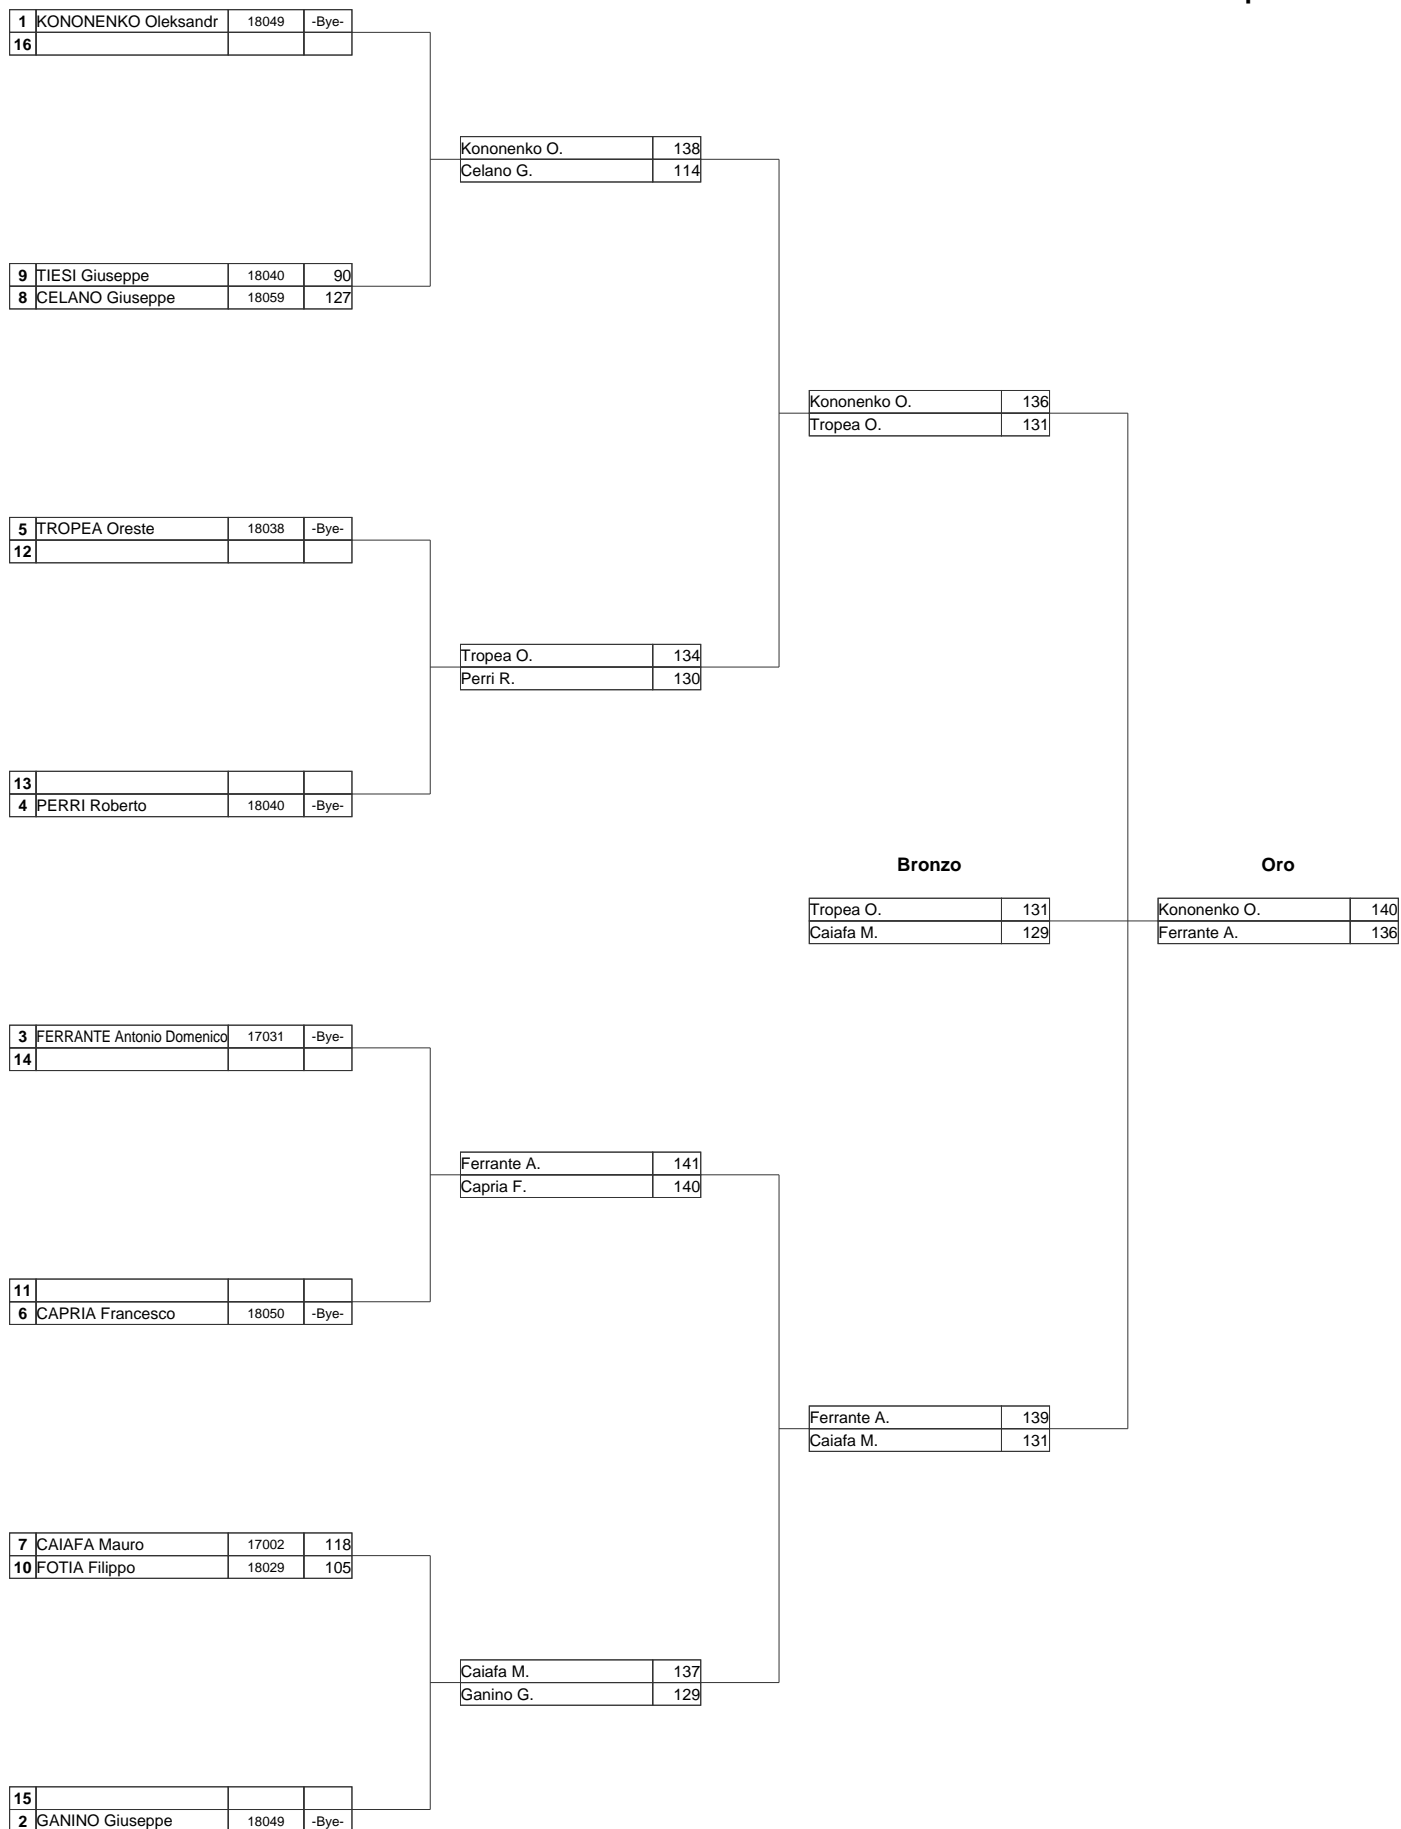 1 KONONENKO Oleksandr 18049 -Bye-
16
Kononenko O. 138
Celano G. 114
9 TIESI Giuseppe 18040 90
8 CELANO Giuseppe 18059 127
Kononenko O. 136
Tropea O. 131
5 TROPEA Oreste 18038 -Bye-
12
Tropea O. 134
Perri R. 130
13
4 PERRI Roberto 18040 -Bye-
Bronzo Oro
Tropea O. 131 Kononenko O. 140
Caiafa M. 129 Ferrante A. 136
3 FERRANTE Antonio Domenico 17031 -Bye-
14
Ferrante A. 141
Capria F. 140
11
6 CAPRIA Francesco 18050 -Bye-
Ferrante A. 139
Caiafa M. 131
7 CAIAFA Mauro 17002 118
10 FOTIA Filippo 18029 105
Caiafa M. 137
Ganino G. 129
15
2 GANINO Giuseppe 18049 -Bye-